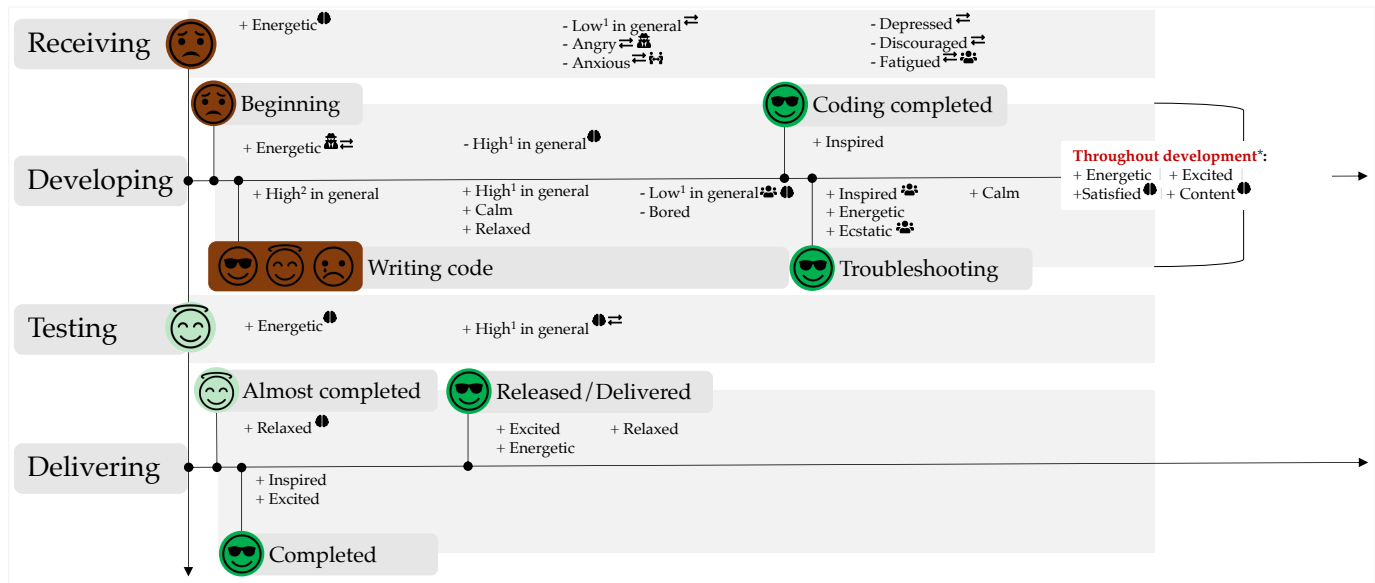 Receiving
+ Energetic
- Low¹ in general
- Angry
- Anxious
- Depressed
- Discouraged
- Fatigued
Developing
Beginning
+ Energetic
- High¹ in general
Coding completed
+ Inspired
+ High² in general
+ High¹ in general
+ Calm
+ Relaxed
- Low¹ in general
- Bored
+ Inspired
+ Energetic
+ Ecstatic
+ Calm
Throughout development*:
+ Energetic + Excited
+Satisfied + Content
Writing code
Troubleshooting
Testing
+ Energetic
+ High¹ in general
Delivering
Almost completed
+ Relaxed
Released/Delivered
+ Excited
+ Energetic
+ Relaxed
+ Inspired
+ Excited
Completed